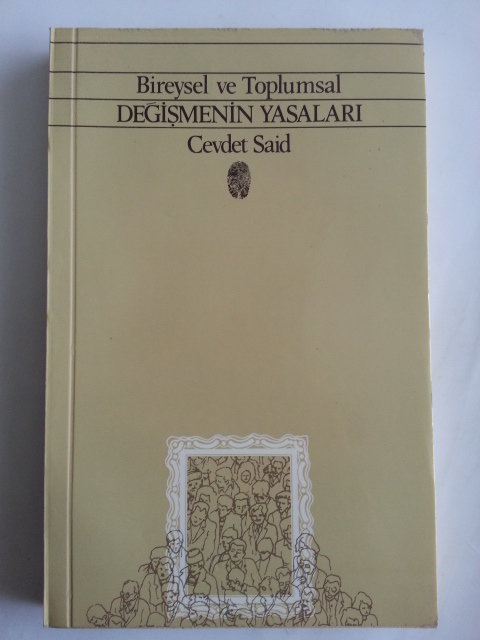 Bireysel ve Toplumsal
DEĞİŞMENİN YASALARI
Cevdet Said